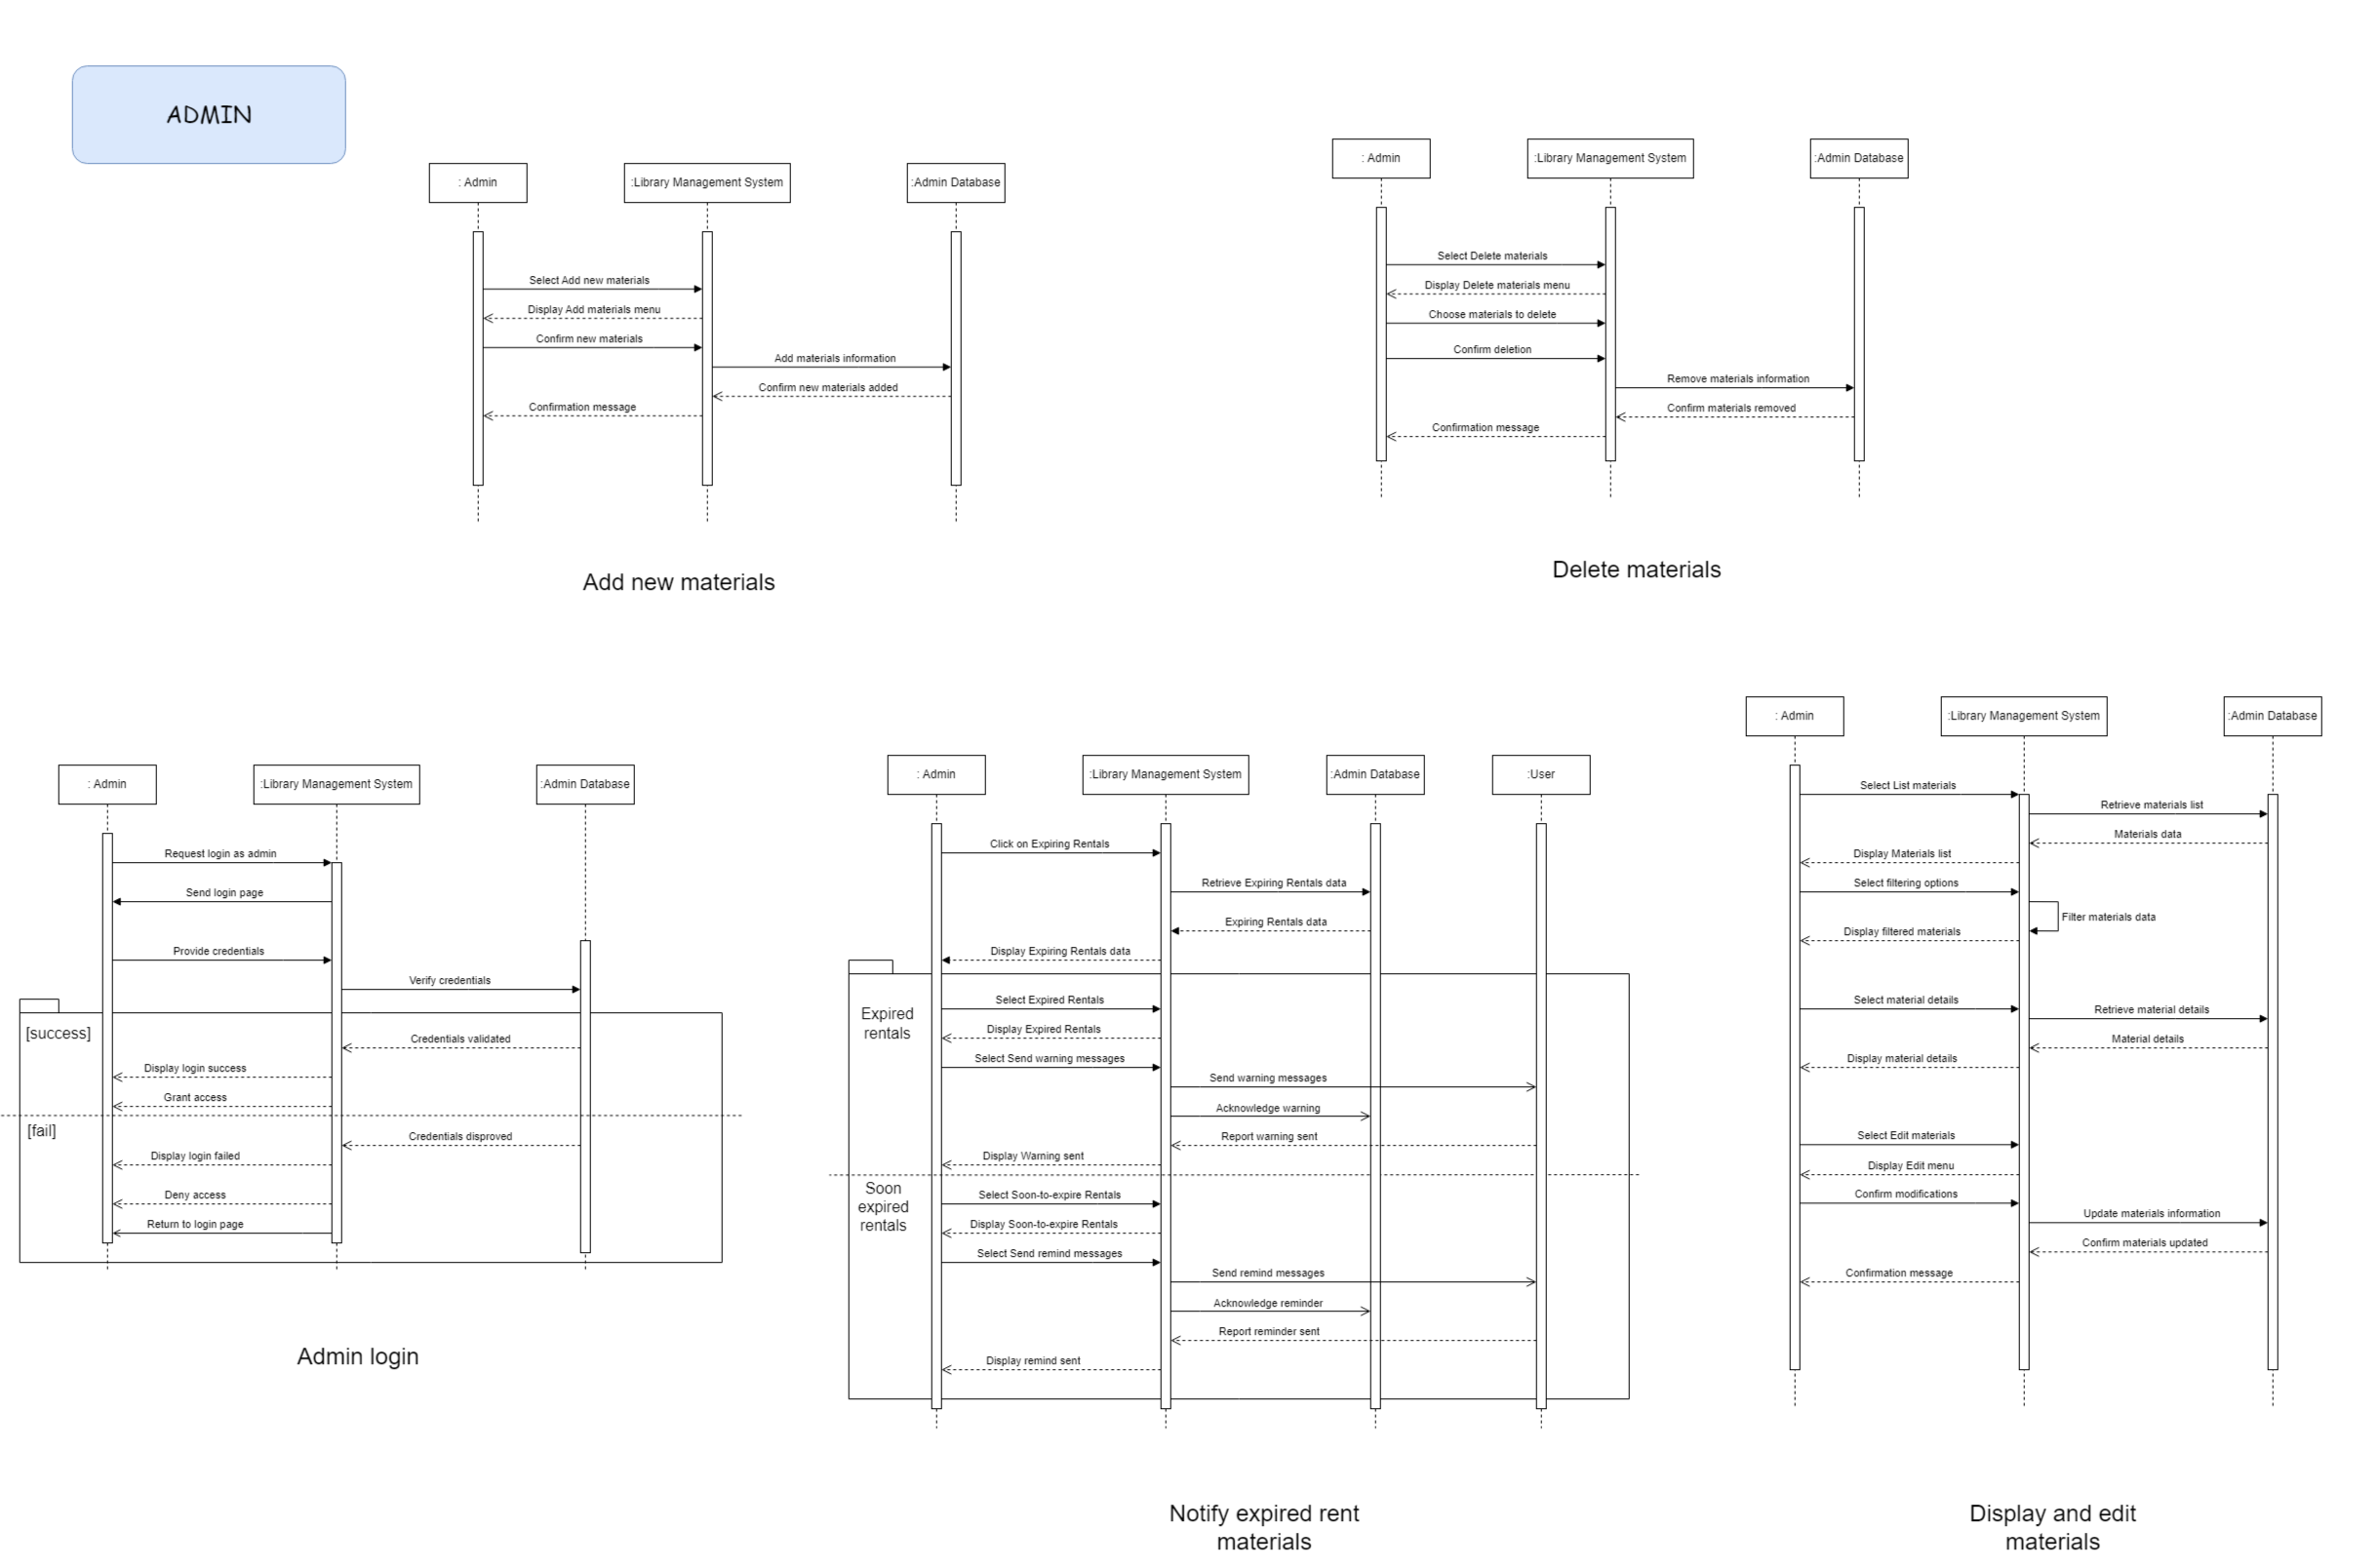 ADMIN
: Admin
:Library Management System
:Admin Database
Select Add new materials
Display Add materials menu
Confirm new materials
Add materials information
Confirm new materials added
Confirmation message
Add new materials
: Admin
:Library Management System
:Admin Database
Select Delete materials
Display Delete materials menu
Choose materials to delete
Confirm deletion
Remove materials information
Confirm materials removed
Confirmation message
Delete materials
: Admin
:Library Management System
:Admin Database
Request login as admin
Send login page
Provide credentials
Verify credentials
[success]
Credentials validated
Display login success
Grant access
[fail]
Credentials disproved
Display login failed
Deny access
Return to login page
Admin login
: Admin
:Library Management System
:Admin Database
:User
Click on Expiring Rentals
Retrieve Expiring Rentals data
Expiring Rentals data
Display Expiring Rentals data
Expired
rentals
Select Expired Rentals
Display Expired Rentals
Select Send warning messages
Send warning messages
Acknowledge warning
Report warning sent
Display Warning sent
Soon
expired
rentals
Select Soon-to-expire Rentals
Display Soon-to-expire Rentals
Select Send remind messages
Send remind messages
Acknowledge reminder
Report reminder sent
Display remind sent
Notify expired rent
materials
: Admin
:Library Management System
:Admin Database
Select List materials
Retrieve materials list
Materials data
Display Materials list
Select filtering options
Filter materials data
Display filtered materials
Select material details
Retrieve material details
Material details
Display material details
Select Edit materials
Display Edit menu
Confirm modifications
Update materials information
Confirm materials updated
Confirmation message
Display and edit
materials